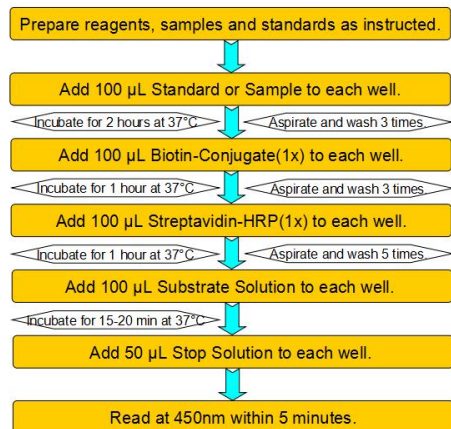 Prepare reagents, samples and standards as instructed.
Add 100 µL Standard or Sample to each well.
Incubate for 2 hours at 37°C
Aspirate and wash 3 times.
Add 100 µL Biotin-Conjugate(1x) to each well.
Incubate for 1 hour at 37°C
Aspirate and wash 3 times.
Add 100 µL Streptavidin-HRP(1x) to each well.
Incubate for 1 hour at 37°C
Aspirate and wash 5 times.
Add 100 µL Substrate Solution to each well.
Incubate for 15-20 min at 37°C
Add 50 µL Stop Solution to each well.
Read at 450nm within 5 minutes.